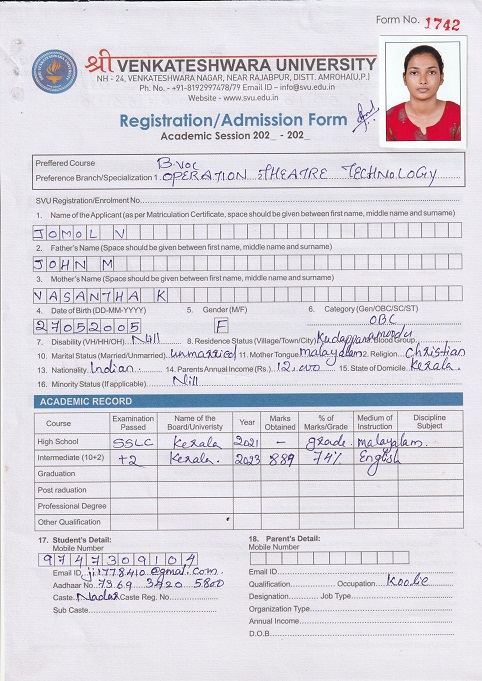 Form No. 1742
श्री VENKATESHWARA UNIVERSITY
NH - 24, VENKATESHWARA NAGAR, NEAR RAJABPUR, DISTT. AMROHA(U.P.)
Ph. No. - +91-8192997478/79 Email ID – info@svu.edu.in
Website - www.svu.edu.in
Registration/Admission Form
Academic Session 202_ - 202_
Preffered Course B.Voc
Preference Branch/Specialization 1. OPERATION THEATRE TECHNOLOGY
SVU Registration/Enrolment No.
1. Name of the Applicant (as per Matriculation Certificate, space should be given between first name, middle name and surname)
JOMOL V
2. Father's Name (Space should be given between first name, middle name and surname)
JOHN M
3. Mother's Name (Space should be given between first name, middle name and surname)
VASANTHA K
4. Date of Birth (DD-MM-YYYY) 5. Gender (M/F) 6. Category (Gen/OBC/SC/ST)
27052005 F OBC
7. Disability (VH/HH/OH). Nill 8. Residence Status (Village/Town/City) Blood Group
10. Marital Status (Married/Unmarried). unmarried 11. Mother Tongue malayalam 2. Religion Christian
13. Nationality. Indian 14. Parents Annual Income (Rs.) 12,000 15. State of Domicile. Kerala.
16. Minority Status (If applicable) Nill
ACADEMIC RECORD
Course Examination Passed Name of the Board/Univeristy Year Marks Obtained % of Marks/Grade Medium of Instruction Discipline Subject
High School SSLC Kerala 2021 – grade malayalam.
Intermediate (10+2) +2 Kerala. 2023 889 74% English
Graduation
Post raduation
Professional Degree
Other Qualification
17. Student's Detail: 18. Parent's Detail:
Mobile Number Mobile Number
9747309104
Email ID Email ID
Aadhaar No. 7369 3420 5800 Qualification Occupation. Koolie
Caste. Nadar Caste Reg. No. Designation Job Type
Sub Caste Organization Type
Annual Income
D.O.B.